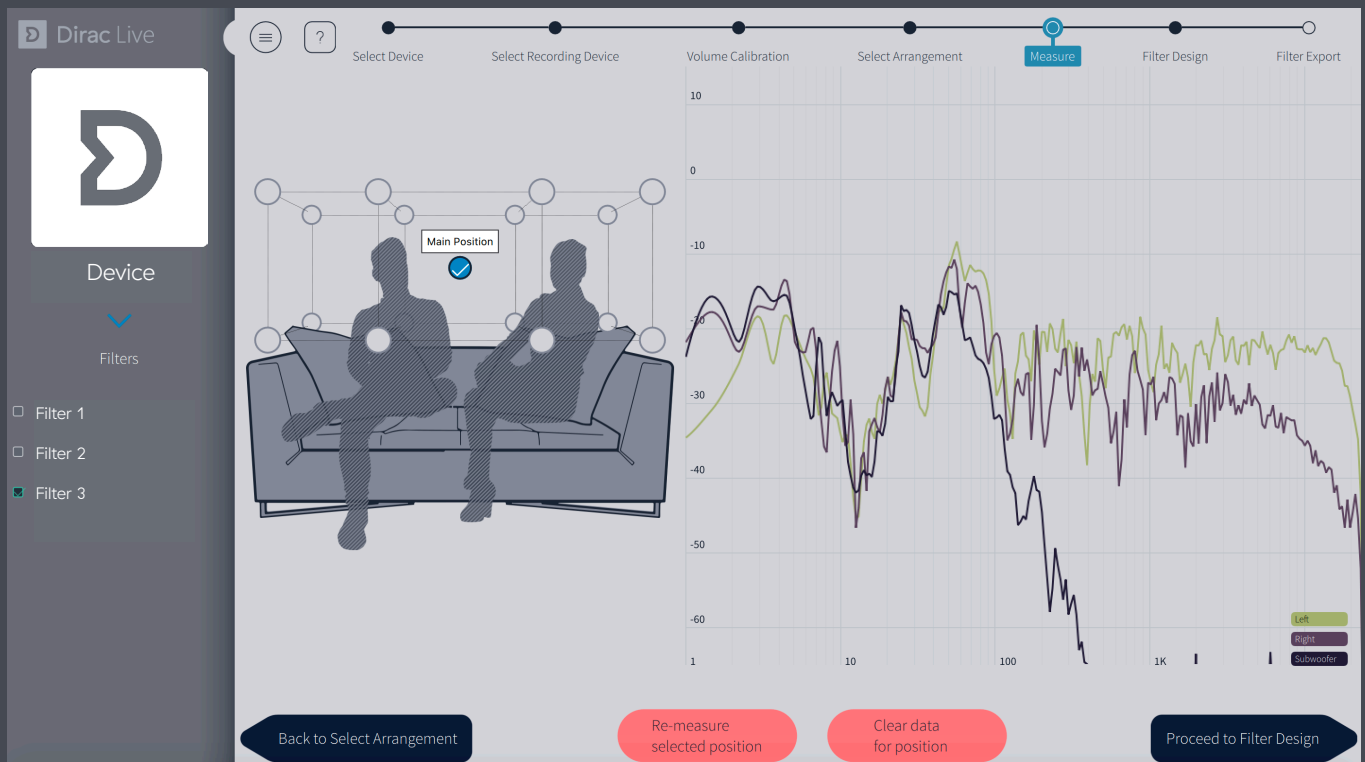 Dirac Live
Device
Filters
Filter 1
Filter 2
Filter 3
?
Select Device
Select Recording Device
Volume Calibration
Select Arrangement
Measure
Filter Design
Filter Export
Main Position
10
0
-10
-20
-30
-40
-50
-60
1
10
100
1K
Left
Right
Subwoofer
Back to Select Arrangement
Re-measure
selected position
Clear data
for position
Proceed to Filter Design